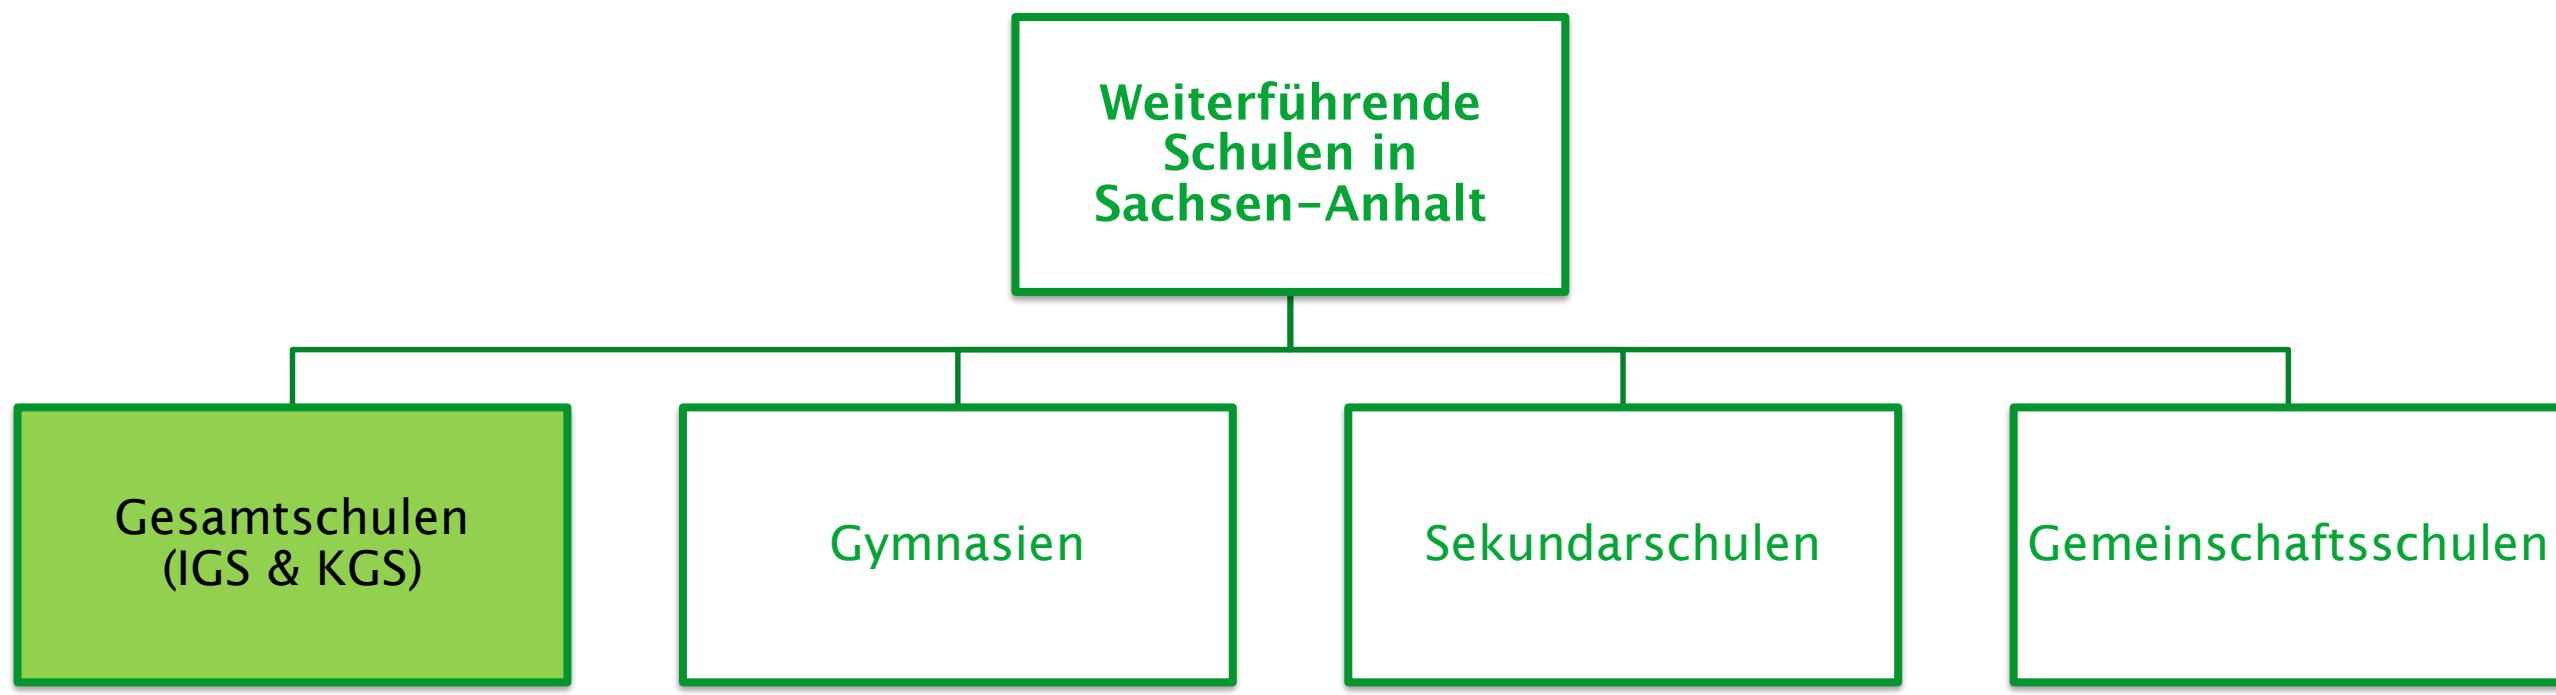 Weiterführende
Schulen in
Sachsen-Anhalt
Gesamtschulen
(IGS & KGS)
Gymnasien
Sekundarschulen
Gemeinschaftsschulen